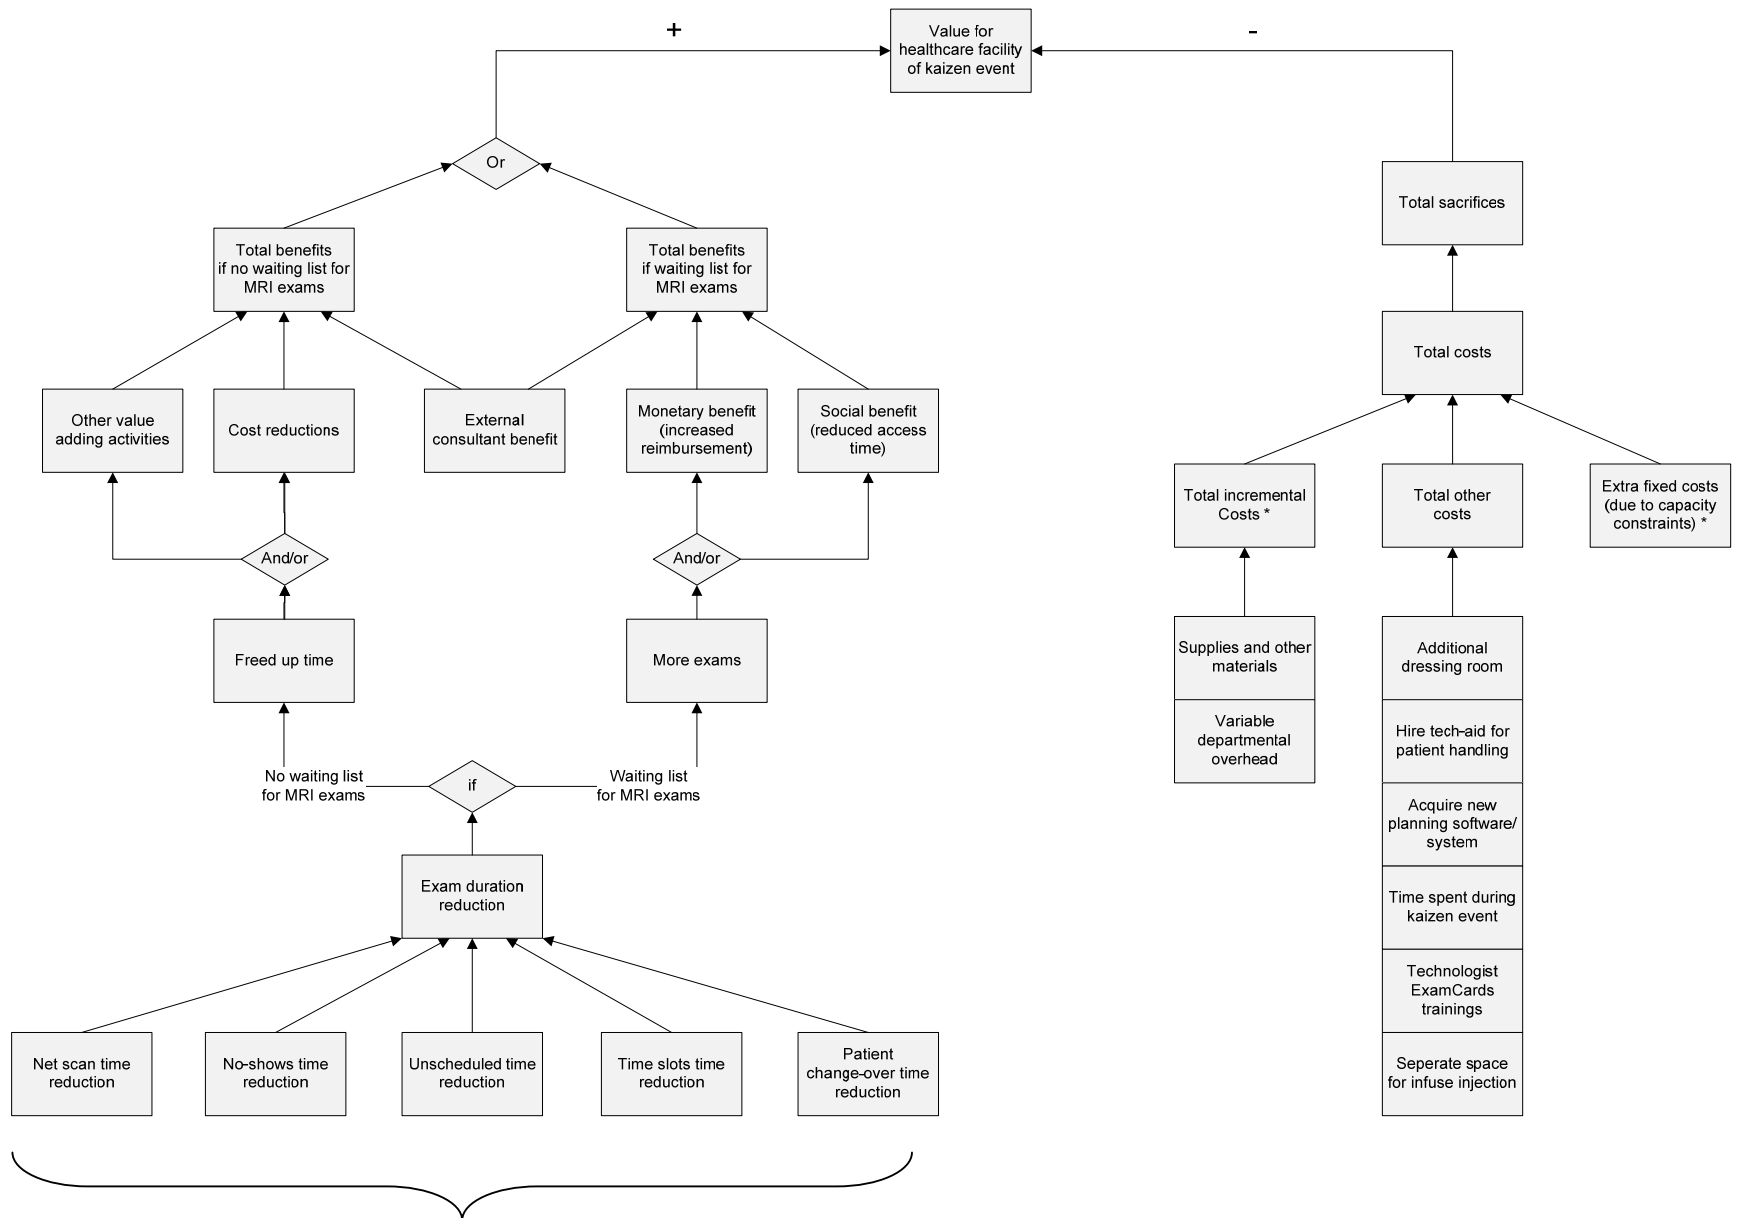 +
Value for
healthcare facility
of kaizen event
-
Or
Total sacrifices
Total benefits
if no waiting list for
MRI exams
Total benefits
if waiting list for
MRI exams
Total costs
Other value
adding activities
Cost reductions
External
consultant benefit
Monetary benefit
(increased
reimbursement)
Social benefit
(reduced access
time)
Total incremental
Costs *
Total other
costs
Extra fixed costs
(due to capacity
constraints) *
And/or
And/or
Freed up time
More exams
Supplies and other
materials
Variable
departmental
overhead
Additional
dressing room
Hire tech-aid for
patient handling
Acquire new
planning software/
system
Time spent during
kaizen event
Technologist
ExamCards
trainings
Seperate space
for infuse injection
No waiting list
for MRI exams
if
Waiting list
for MRI exams
Exam duration
reduction
Net scan time
reduction
No-shows time
reduction
Unscheduled time
reduction
Time slots time
reduction
Patient
change-over time
reduction